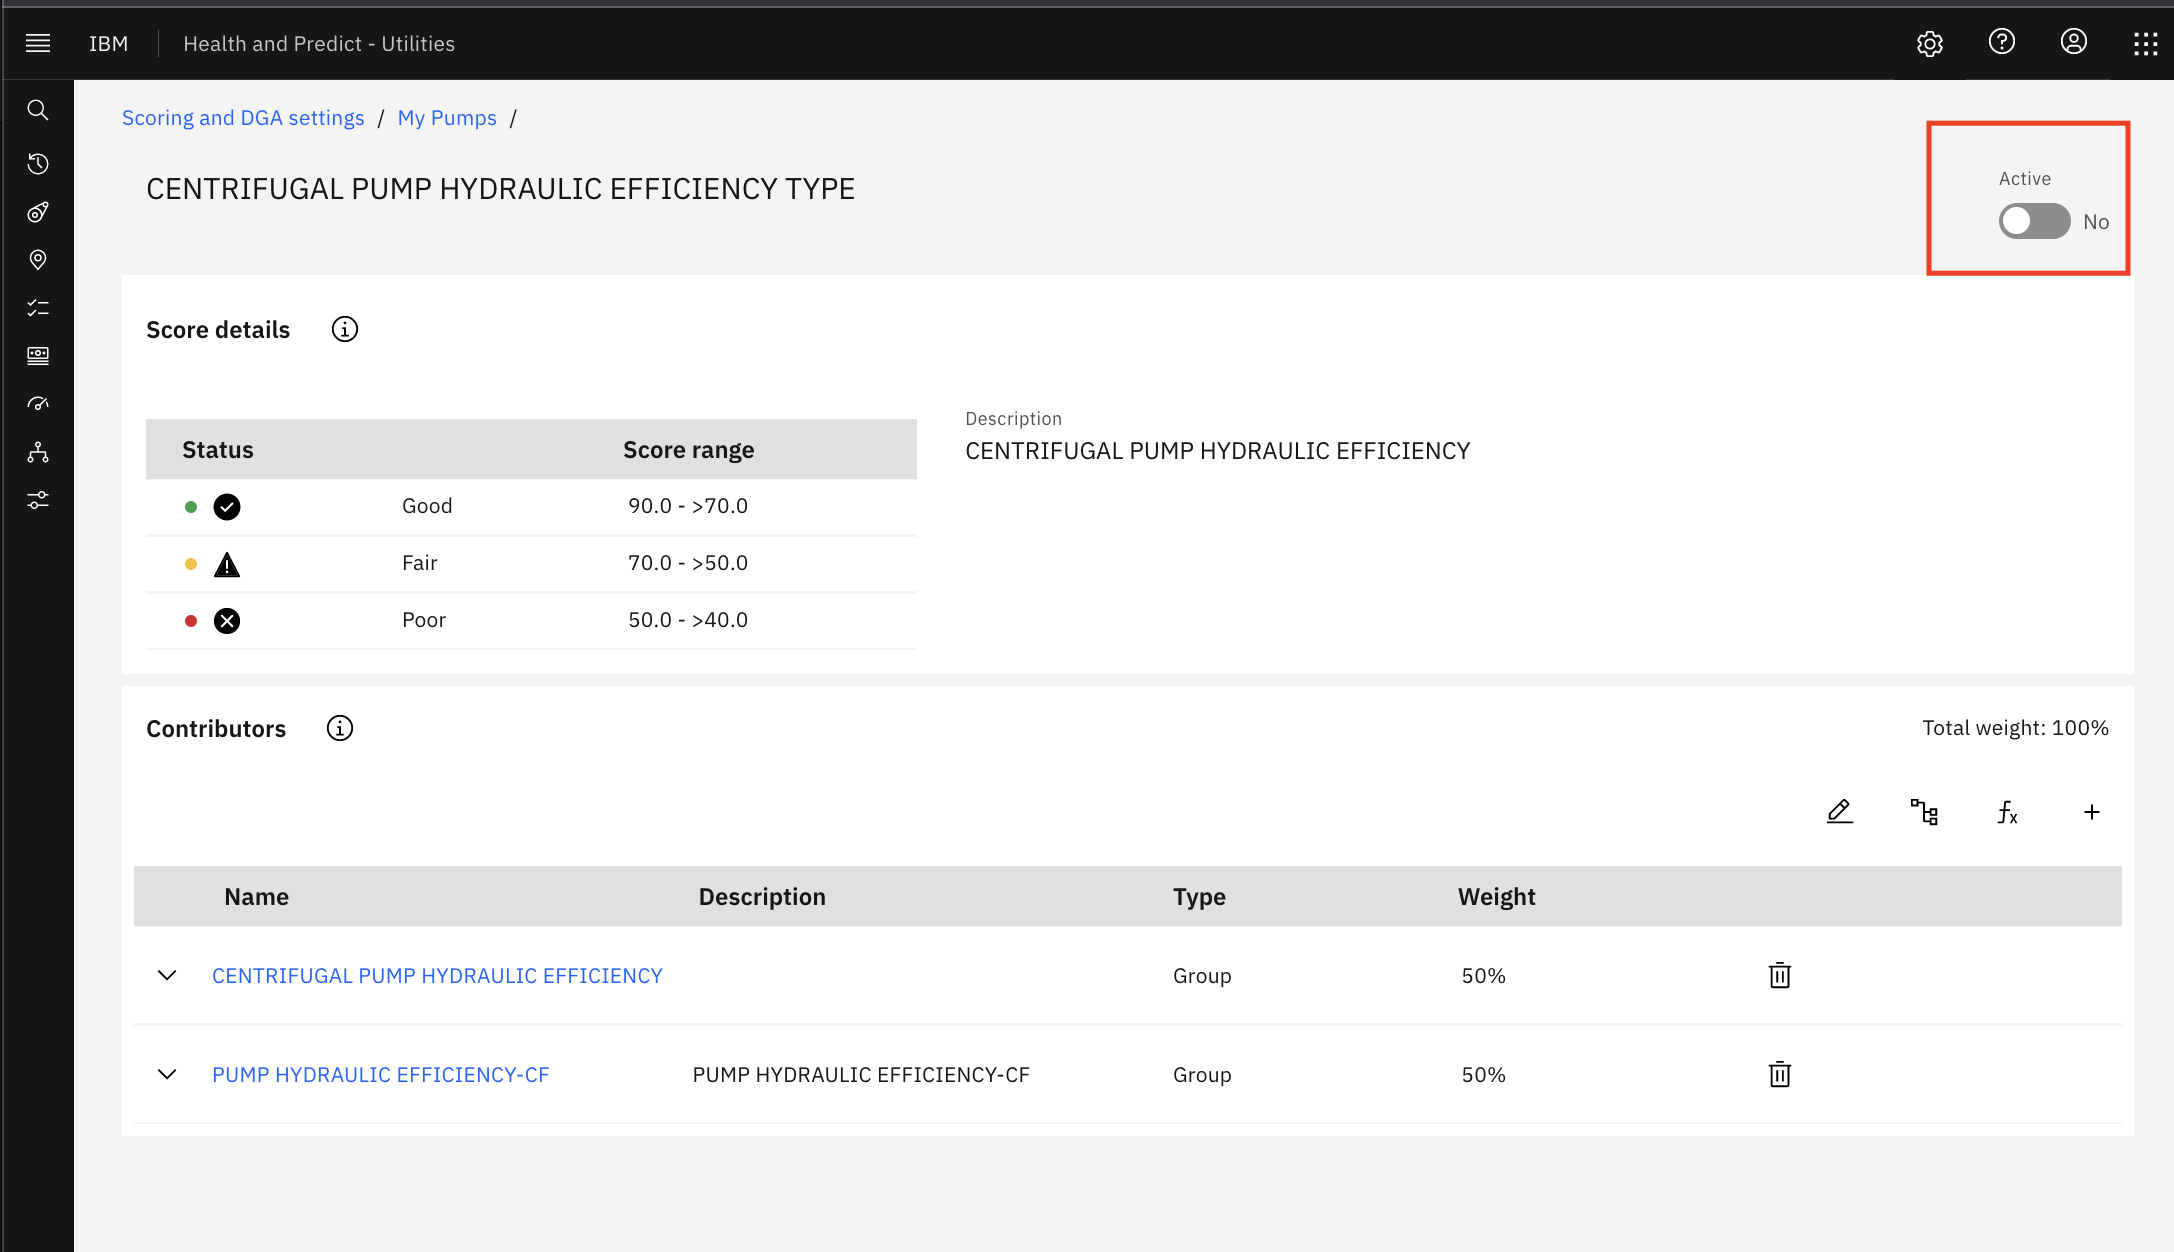 IBM Health and Predict - Utilities
Scoring and DGA settings / My Pumps /
CENTRIFUGAL PUMP HYDRAULIC EFFICIENCY TYPE
Active
No
Score details
Status Score range
Good 90.0 - >70.0
Fair 70.0 - >50.0
Poor 50.0 - >40.0
Description
CENTRIFUGAL PUMP HYDRAULIC EFFICIENCY
Contributors
Total weight: 100%
Name Description Type Weight
CENTRIFUGAL PUMP HYDRAULIC EFFICIENCY Group 50%
PUMP HYDRAULIC EFFICIENCY-CF PUMP HYDRAULIC EFFICIENCY-CF Group 50%